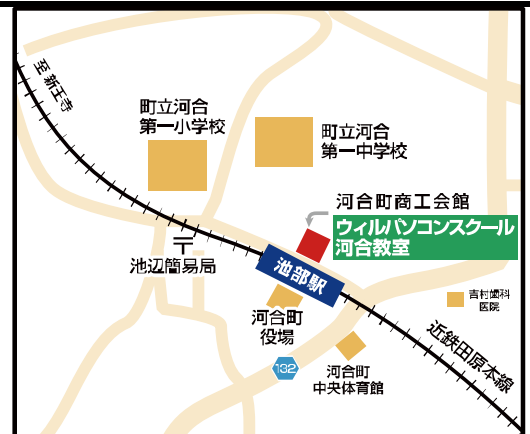 至 新王寺
町立河合
第一小学校
町立河合
第一中学校
河合町商工会館
ウィルパソコンスクール
河合教室
〒
池辺簡易局
池部駅
吉村歯科
医院
河合町
役場
近鉄田原本線
132
河合町
中央体育館